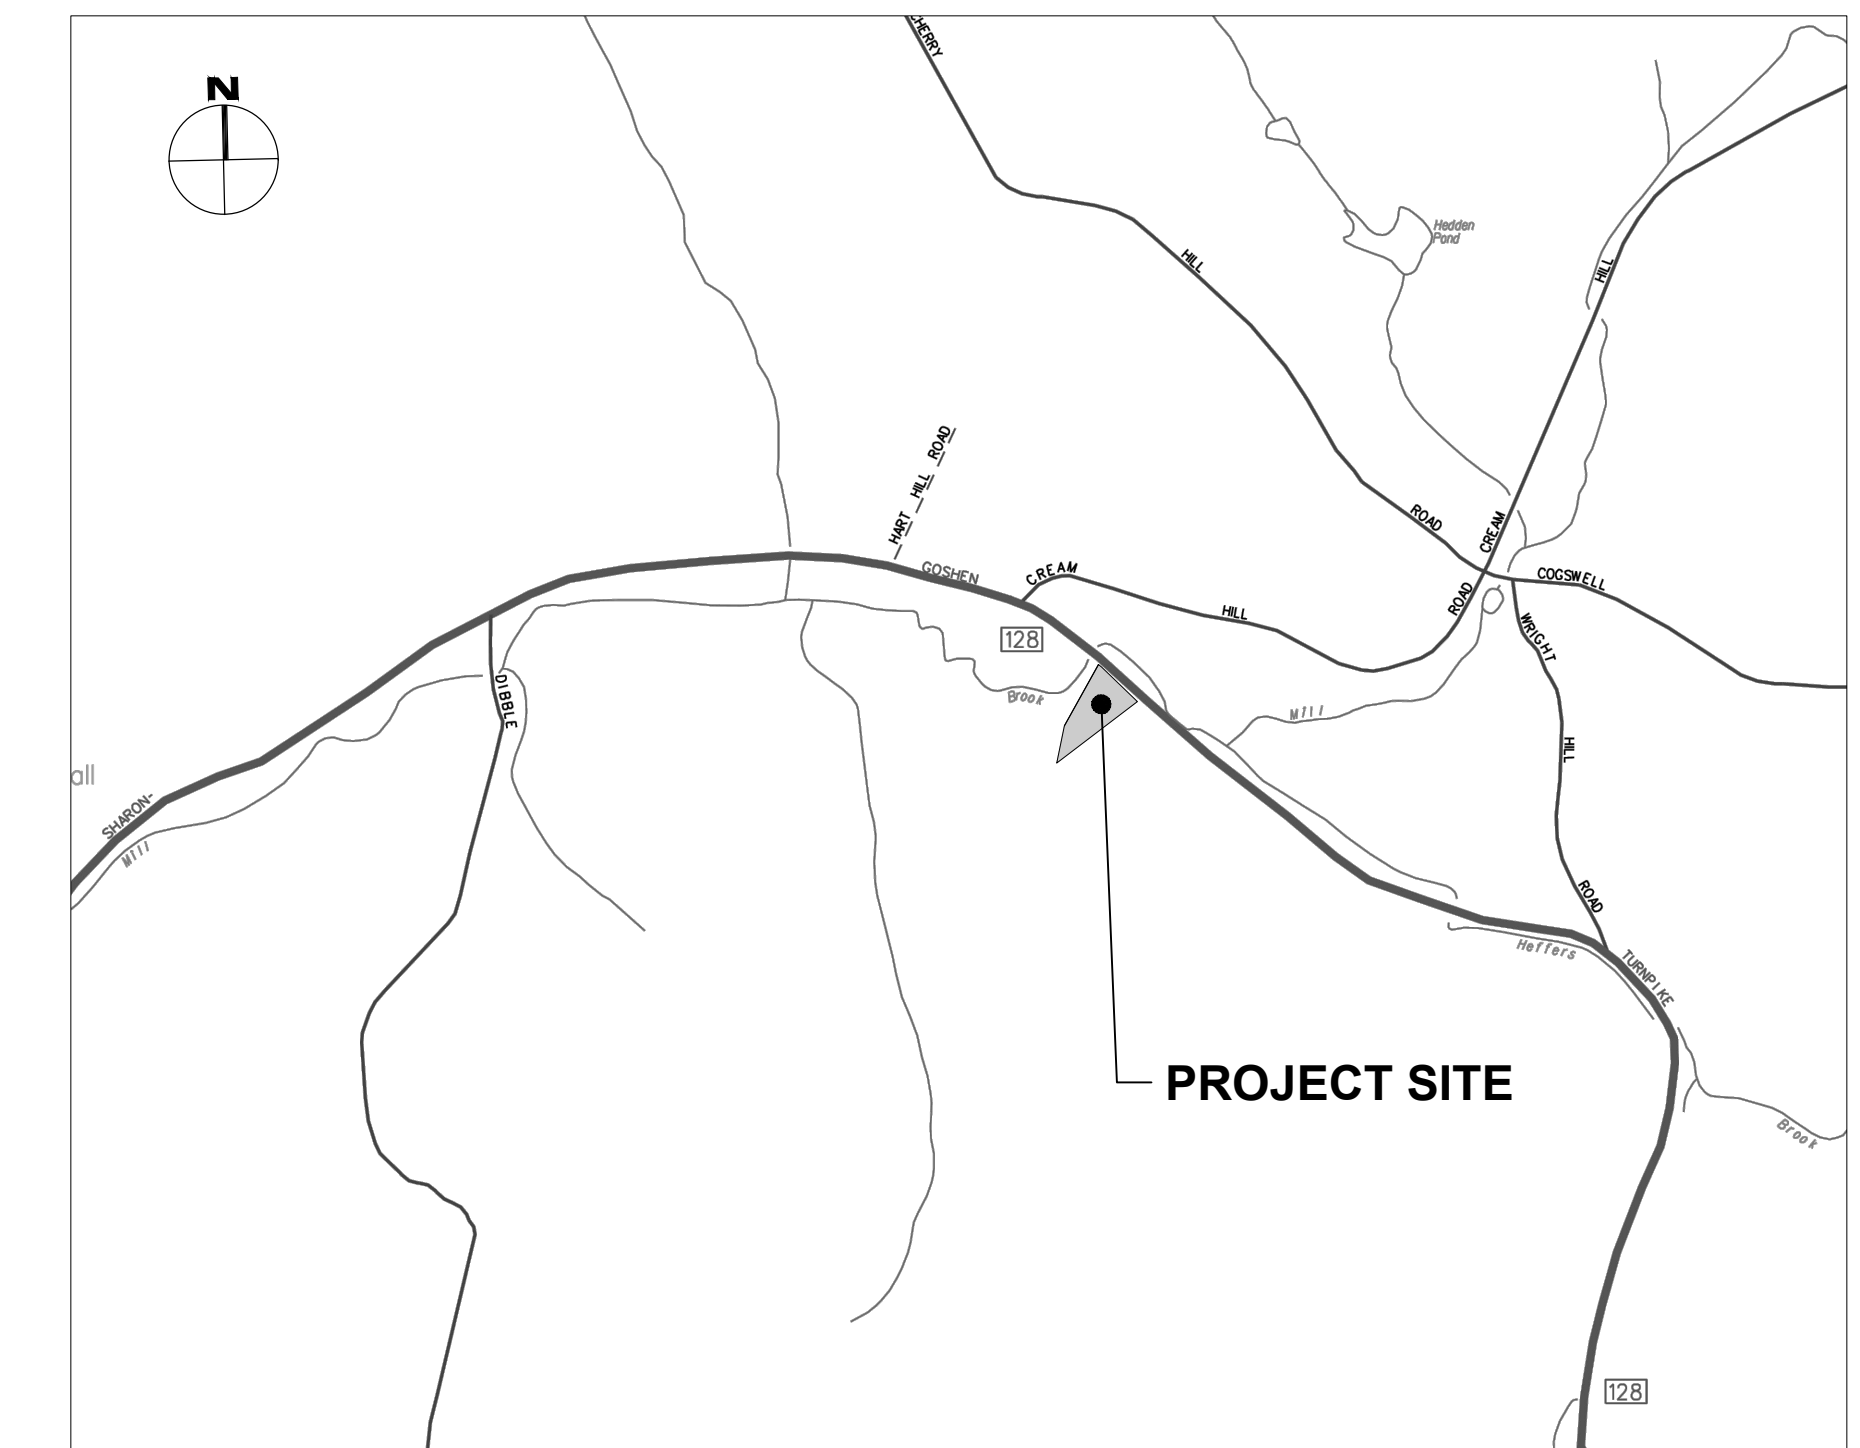 N
CHERRY
HILL
Hedden
Pond
HILL
HART HILL ROAD
ROAD
CREAM
GOSHEN
CREAM
HILL
ROAD
COGSWELL
128
WRIGHT
DIBBLE
Brook
Mill
HILL
all
SHARON-
Mill
ROAD
Heffers
TURNPIKE
PROJECT SITE
Brook
128